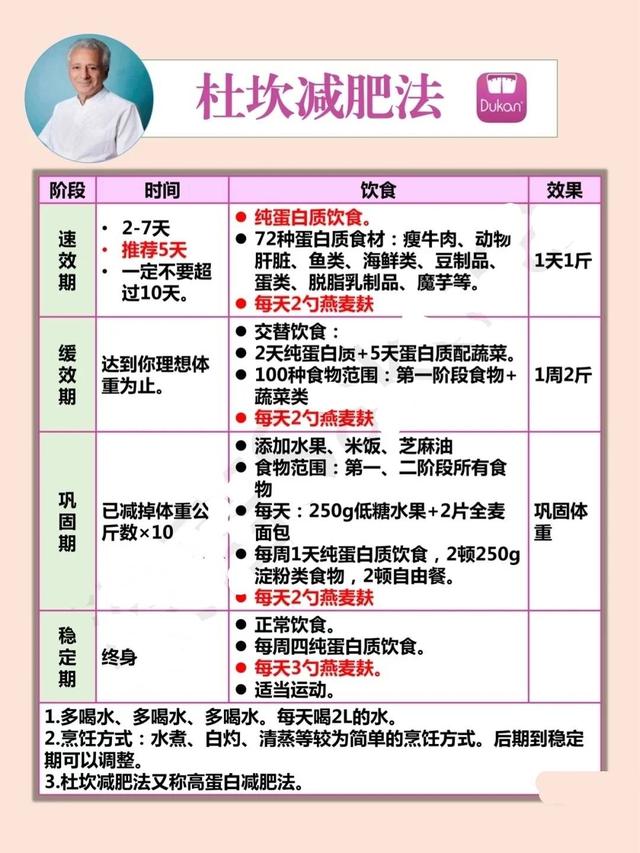 杜坎减肥法
Dukan®
阶段 时间 饮食 效果
速效期
• 2-7天
• 推荐5天
• 一定不要超过10天。
● 纯蛋白质饮食。
● 72种蛋白质食材：瘦牛肉、动物
肝脏、鱼类、海鲜类、豆制品、
蛋类、脱脂乳制品、魔芋等。
● 每天2勺燕麦麸
1天1斤
缓效期
达到你理想体
重为止。
● 交替饮食：
● 2天纯蛋白质+5天蛋白质配蔬菜。
● 100种食物范围：第一阶段食物+
蔬菜类
● 每天2勺燕麦麸
1周2斤
巩固期
已减掉体重公
斤数×10
● 添加水果、米饭、芝麻油
● 食物范围：第一、二阶段所有食
物
● 每天：250g低糖水果+2片全麦
面包
● 每周1天纯蛋白质饮食，2顿250g
淀粉类食物，2顿自由餐。
● 每天2勺燕麦麸
巩固体
重
稳定期
终身
● 正常饮食。
● 每周四纯蛋白质饮食。
● 每天3勺燕麦麸。
● 适当运动。
1.多喝水、多喝水、多喝水。每天喝2L的水。
2.烹饪方式：水煮、白灼、清蒸等较为简单的烹饪方式。后期到稳定
期可以调整。
3.杜坎减肥法又称高蛋白减肥法。